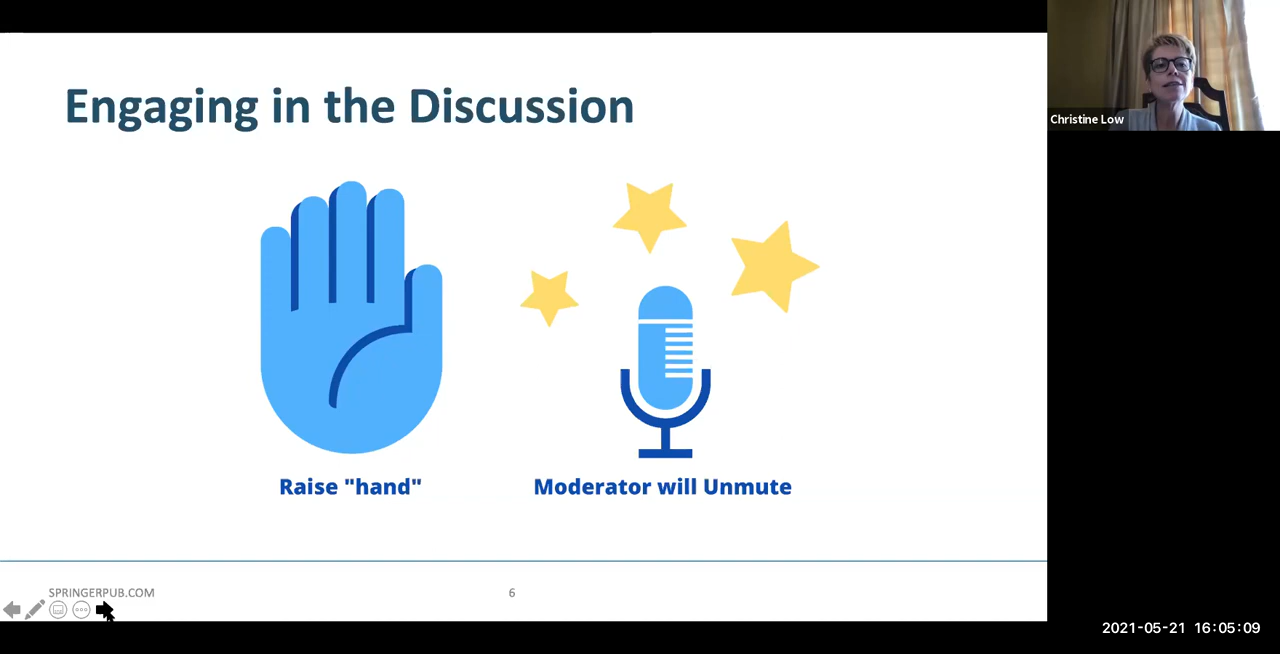 Engaging in the Discussion
Christine Low
Raise "hand"
Moderator will Unmute
SPRINGERPUB.COM
6
2021-05-21 16:05:09